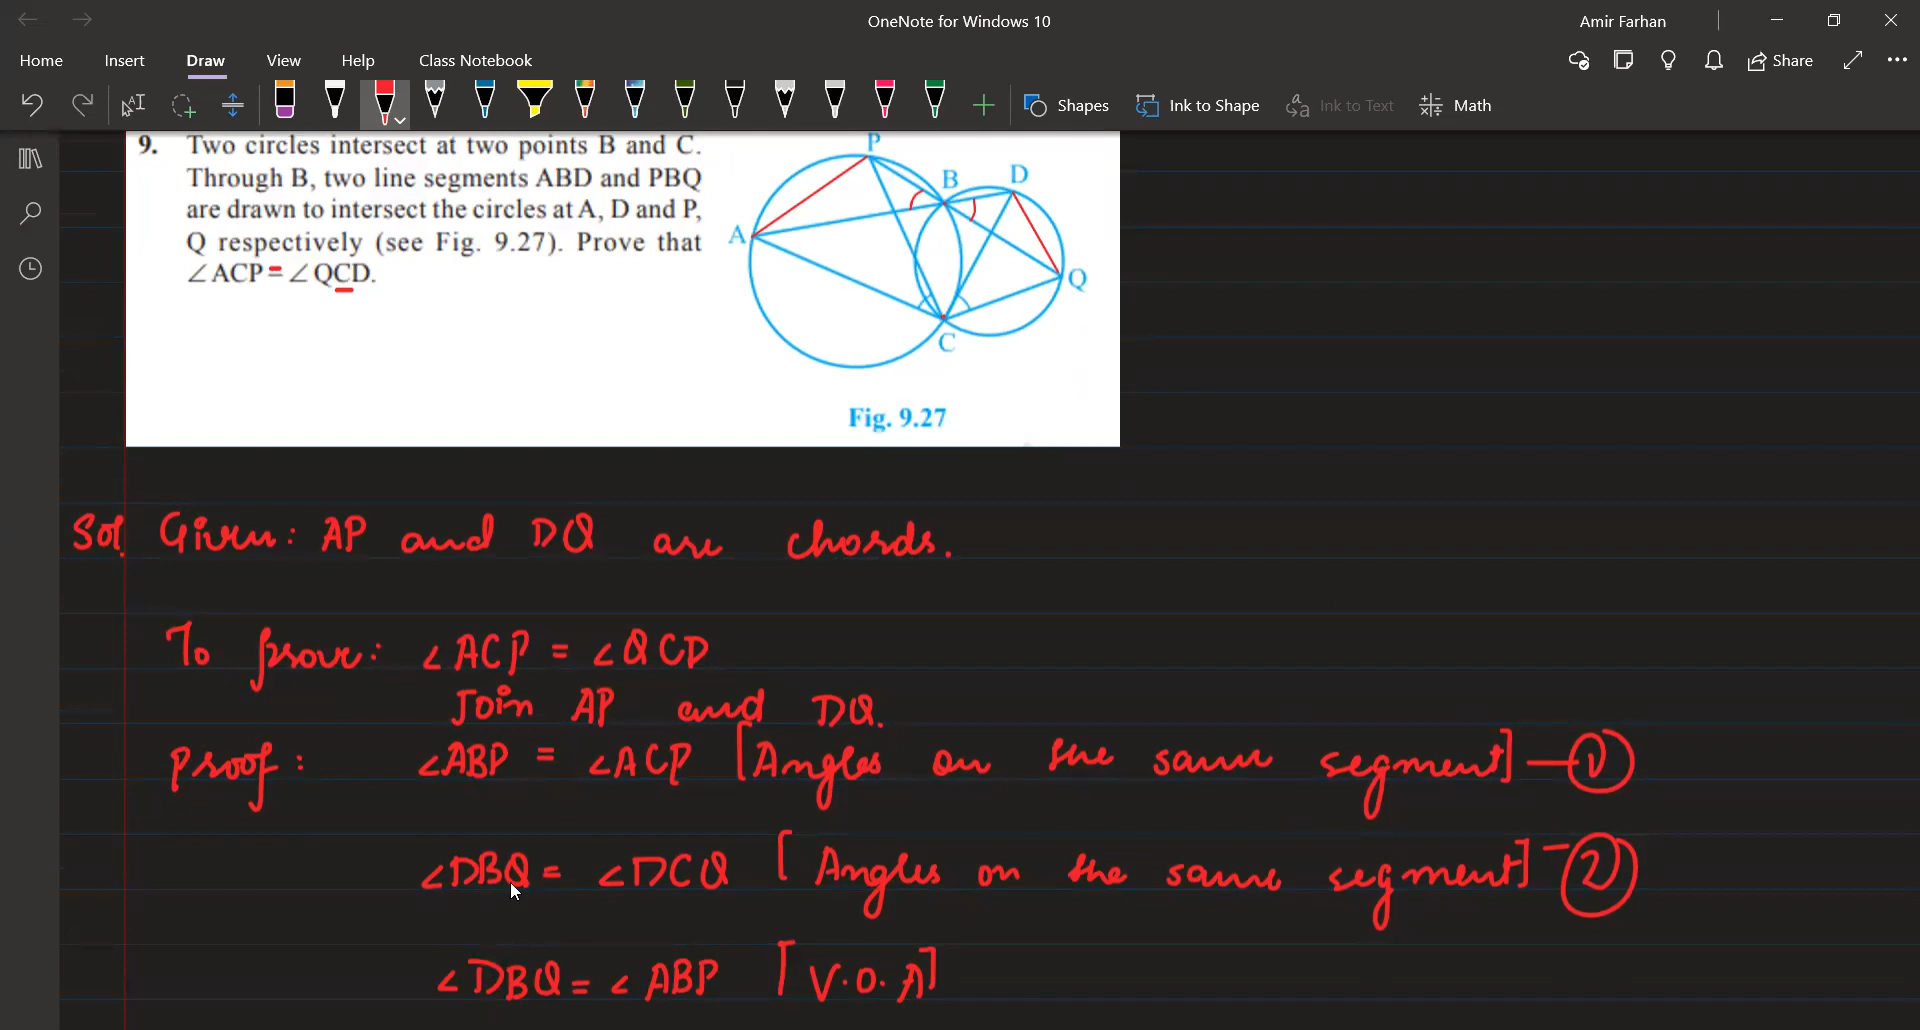 OneNote for Windows 10
Amir Farhan
Home Insert Draw View Help Class Notebook
Share
Shapes Ink to Shape Ink to Text Math
9. Two circles intersect at two points B and C.
Through B, two line segments ABD and PBQ
are drawn to intersect the circles at A, D and P,
Q respectively (see Fig. 9.27). Prove that
∠ACP = ∠QCD.
P
B
D
A
Q
C
Fig. 9.27
Sol. Given: AP and DQ are chords.
To prove: ∠ACP = ∠QCD
Join AP and DQ.
Proof: ∠ABP = ∠ACP [Angles on the same segment] — ①
∠DBQ = ∠DCQ [Angles on the same segment] — ②
∠DBQ = ∠ABP [V.O.A]